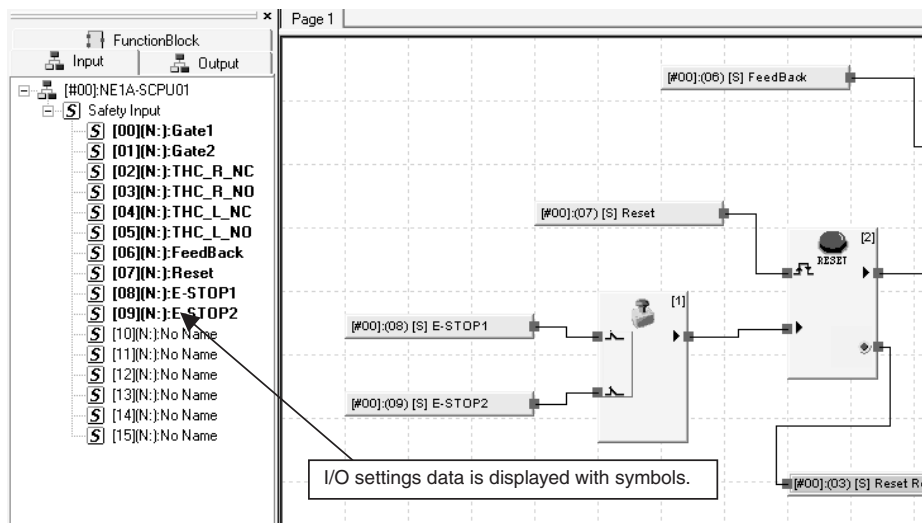 Page 1
FunctionBlock
Input
Output
[#00]:NE1A-SCPU01
Safety Input
[00](N:):Gate1
[01](N:):Gate2
[02](N:):THC_R_NC
[03](N:):THC_R_NO
[04](N:):THC_L_NC
[05](N:):THC_L_NO
[06](N:):FeedBack
[07](N:):Reset
[08](N:):E-STOP1
[09](N:):E-STOP2
[10](N:):No Name
[11](N:):No Name
[12](N:):No Name
[13](N:):No Name
[14](N:):No Name
[15](N:):No Name
[#00]:(06) [S] FeedBack
[#00]:(07) [S] Reset
[2]
RESET
[1]
[#00]:(08) [S] E-STOP1
[#00]:(09) [S] E-STOP2
I/O settings data is displayed with symbols.
[#00]:(03) [S] Reset Re